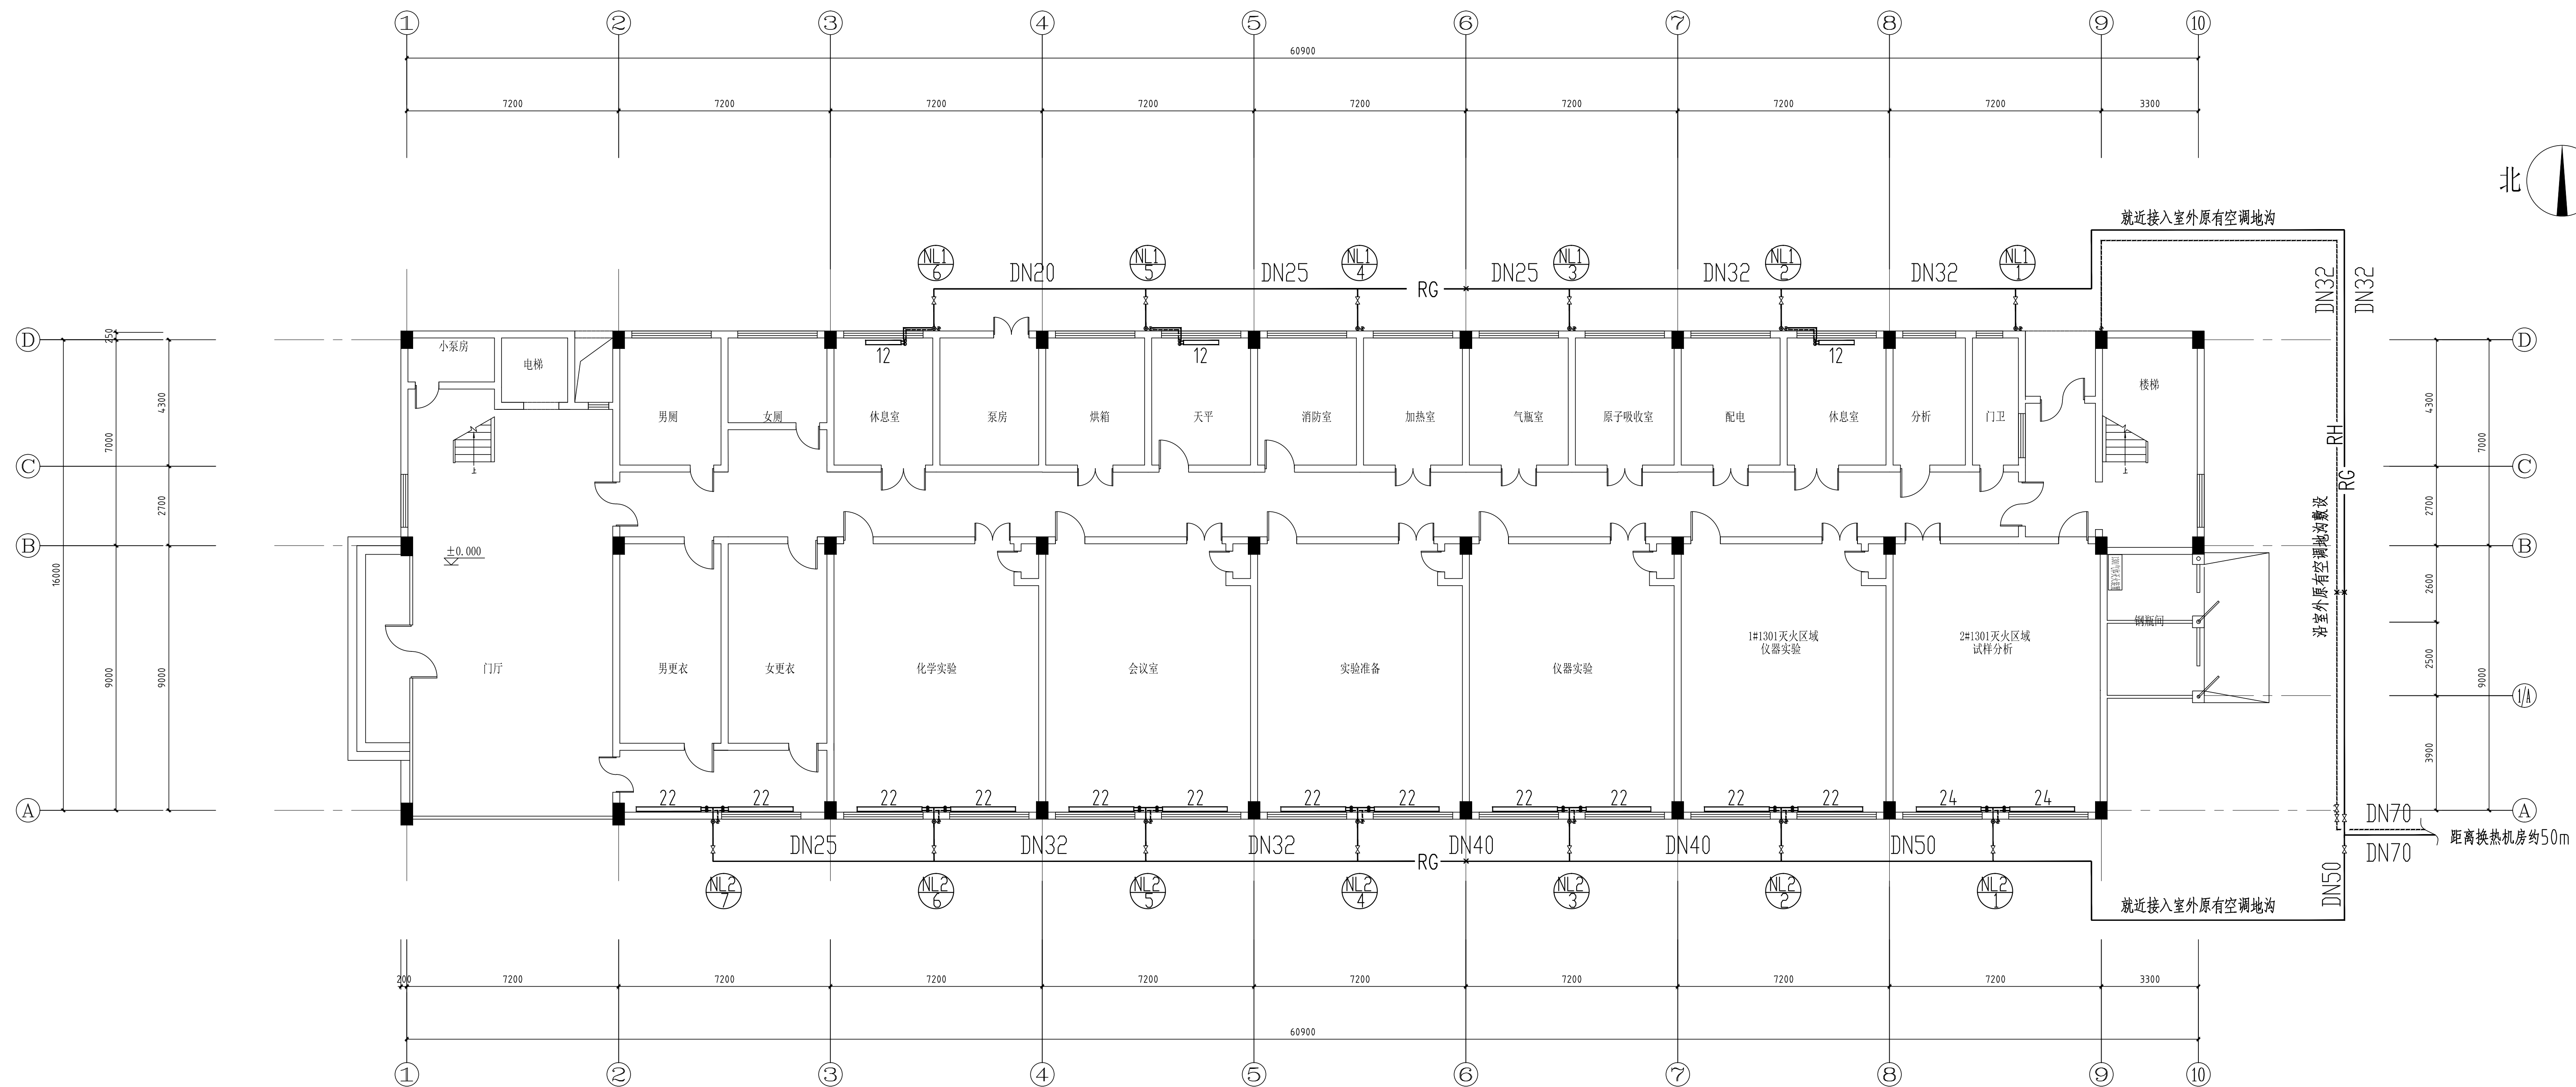 ① ② ③ ④ ⑤ ⑥ ⑦ ⑧ ⑨ ⑩
60900
7200 7200 7200 7200 7200 7200 7200 7200 3300
北
就近接入室外原有空调地沟
NL1 6 DN20 NL1 5 DN25 NL1 4 DN25 NL1 3 DN32 NL1 2 DN32 NL1 1
RG
DN32 DN32
D 250 D
小泵房 电梯 12 12 12 楼梯
4300 4300
男厕 女厕 休息室 泵房 烘箱 天平 消防室 加热室 气瓶室 原子吸收室 配电 休息室 分析 门卫
7000 RH 7000
C C
RG
2700 2700
沿室外原有空调地沟敷设
B ±0.000 B
16000
2600
钢瓶间
1#1301灭火区域 2#1301灭火区域
仪器实验 试样分析
门厅 男更衣 女更衣 化学实验 会议室 实验准备 仪器实验
9000 9000 2500 9000
1/A
3900
22 22 22 22 22 22 22 22 22 22 22 22 24 24
A A
DN70
距离换热机房约50m
DN70
DN25 DN32 DN32 DN40 DN40 DN50
RG
DN50
NL2 7 NL2 6 NL2 5 NL2 4 NL2 3 NL2 2 NL2 1
就近接入室外原有空调地沟
200 7200 7200 7200 7200 7200 7200 7200 7200 3300
60900
① ② ③ ④ ⑤ ⑥ ⑦ ⑧ ⑨ ⑩